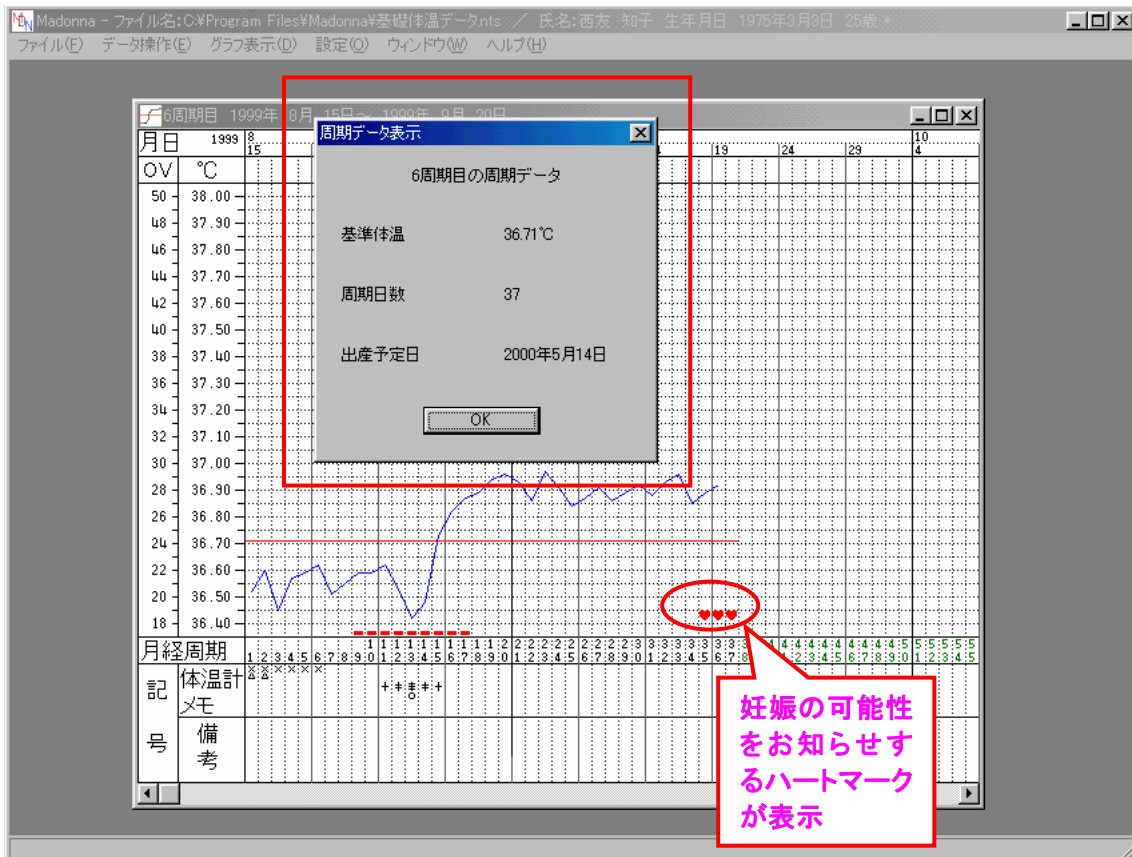 Madonna - ファイル名:C:¥Program Files¥Madonna¥基礎体温データ.nts ／ 氏名:西友 知子 生年月日 1975年3月3日 25歳 *
ファイル(F) データ操作(E) グラフ表示(D) 設定(O) ウィンドウ(W) ヘルプ(H)
6周期目 1999年 8月 15日～ 1999年 9月 20日
周期データ表示
月日 1999 8 10
15 19 24 29 4
OV ℃
6周期目の周期データ
50 38.00
48 37.90
基準体温 36.71℃
46 37.80
44 37.70
周期日数 37
42 37.60
40 37.50
出産予定日 2000年5月14日
38 37.40
36 37.30
34 37.20
OK
32 37.10
30 37.00
28 36.90
26 36.80
24 36.70
22 36.60
20 36.50
18 36.40
月経周期
記号
体温計
メモ
備考
妊娠の可能性
をお知らせす
るハートマーク
が表示